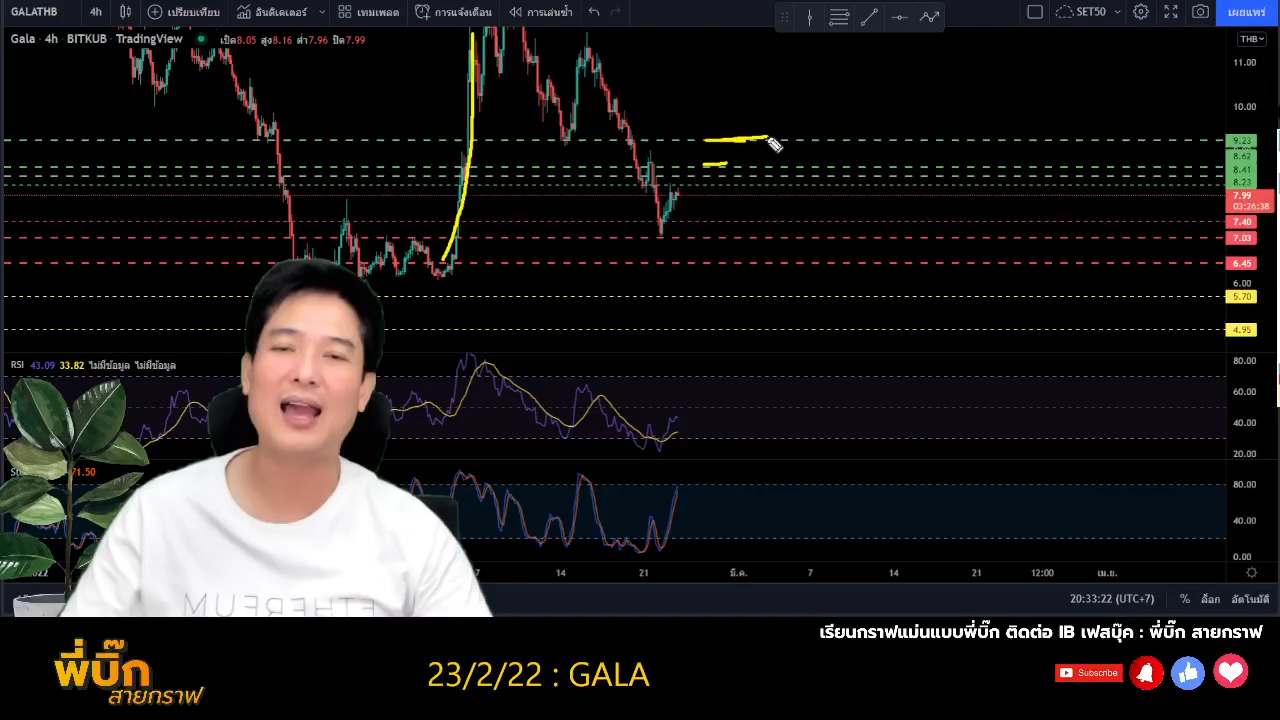 GALATHB 4h เปรียบเทียบ อินดิเคเตอร์ เทมเพลต การแจ้งเตือน การเล่นซ้ำ SET50 เผยแพร่
Gala · 4h · BITKUB · TradingView เปิด8.05 สูง8.16 ต่ำ7.96 ปิด7.99
THB
11.00
10.00
9.23
8.62
8.41
8.23
7.99
03:26:38
7.40
7.03
6.45
6.00
5.70
4.95
RSI 43.09 33.82 ไม่มีข้อมูล ไม่มีข้อมูล
80.00
60.00
40.00
20.00
71.50
80.00
40.00
0.00
14 21 มี.ค. 7 14 21 12:00 เม.ย.
20:33:22 (UTC+7) % ล็อก อัตโนมัติ
ETHEREUM
เรียนกราฟแม่นแบบพี่บิ๊ก ติดต่อ IB เฟสบุ๊ค : พี่บิ๊ก สายกราฟ
พี่บิ๊ก
สายกราฟ
23/2/22 : GALA
Subscribe